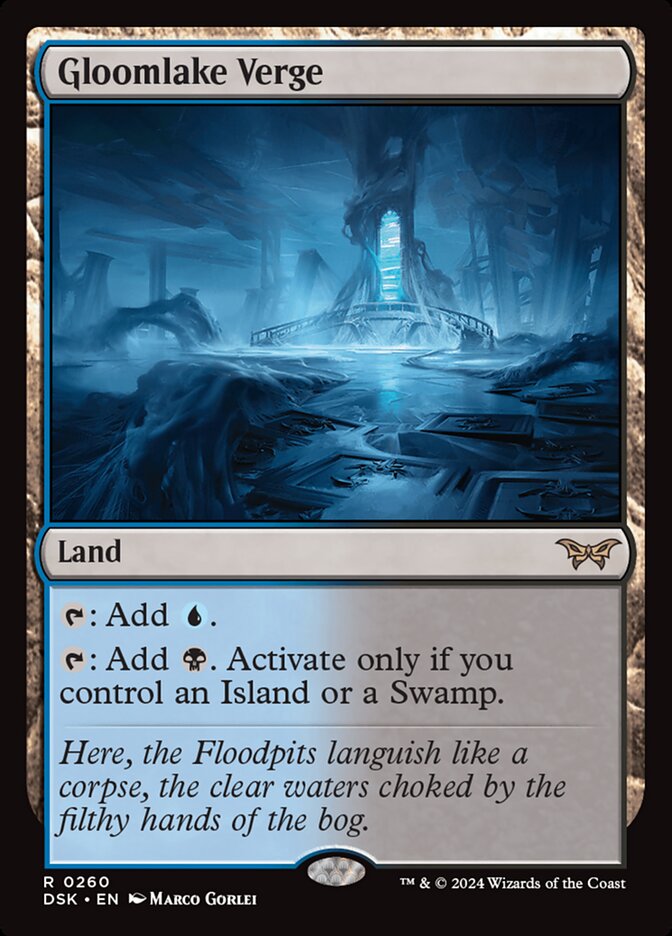 Gloomlake Verge
Land
: Add .
: Add . Activate only if you
control an Island or a Swamp.
Here, the Floodpits languish like a
corpse, the clear waters choked by the
filthy hands of the bog.
R 0260
DSK • EN Marco Gorlei
™ & © 2024 Wizards of the Coast